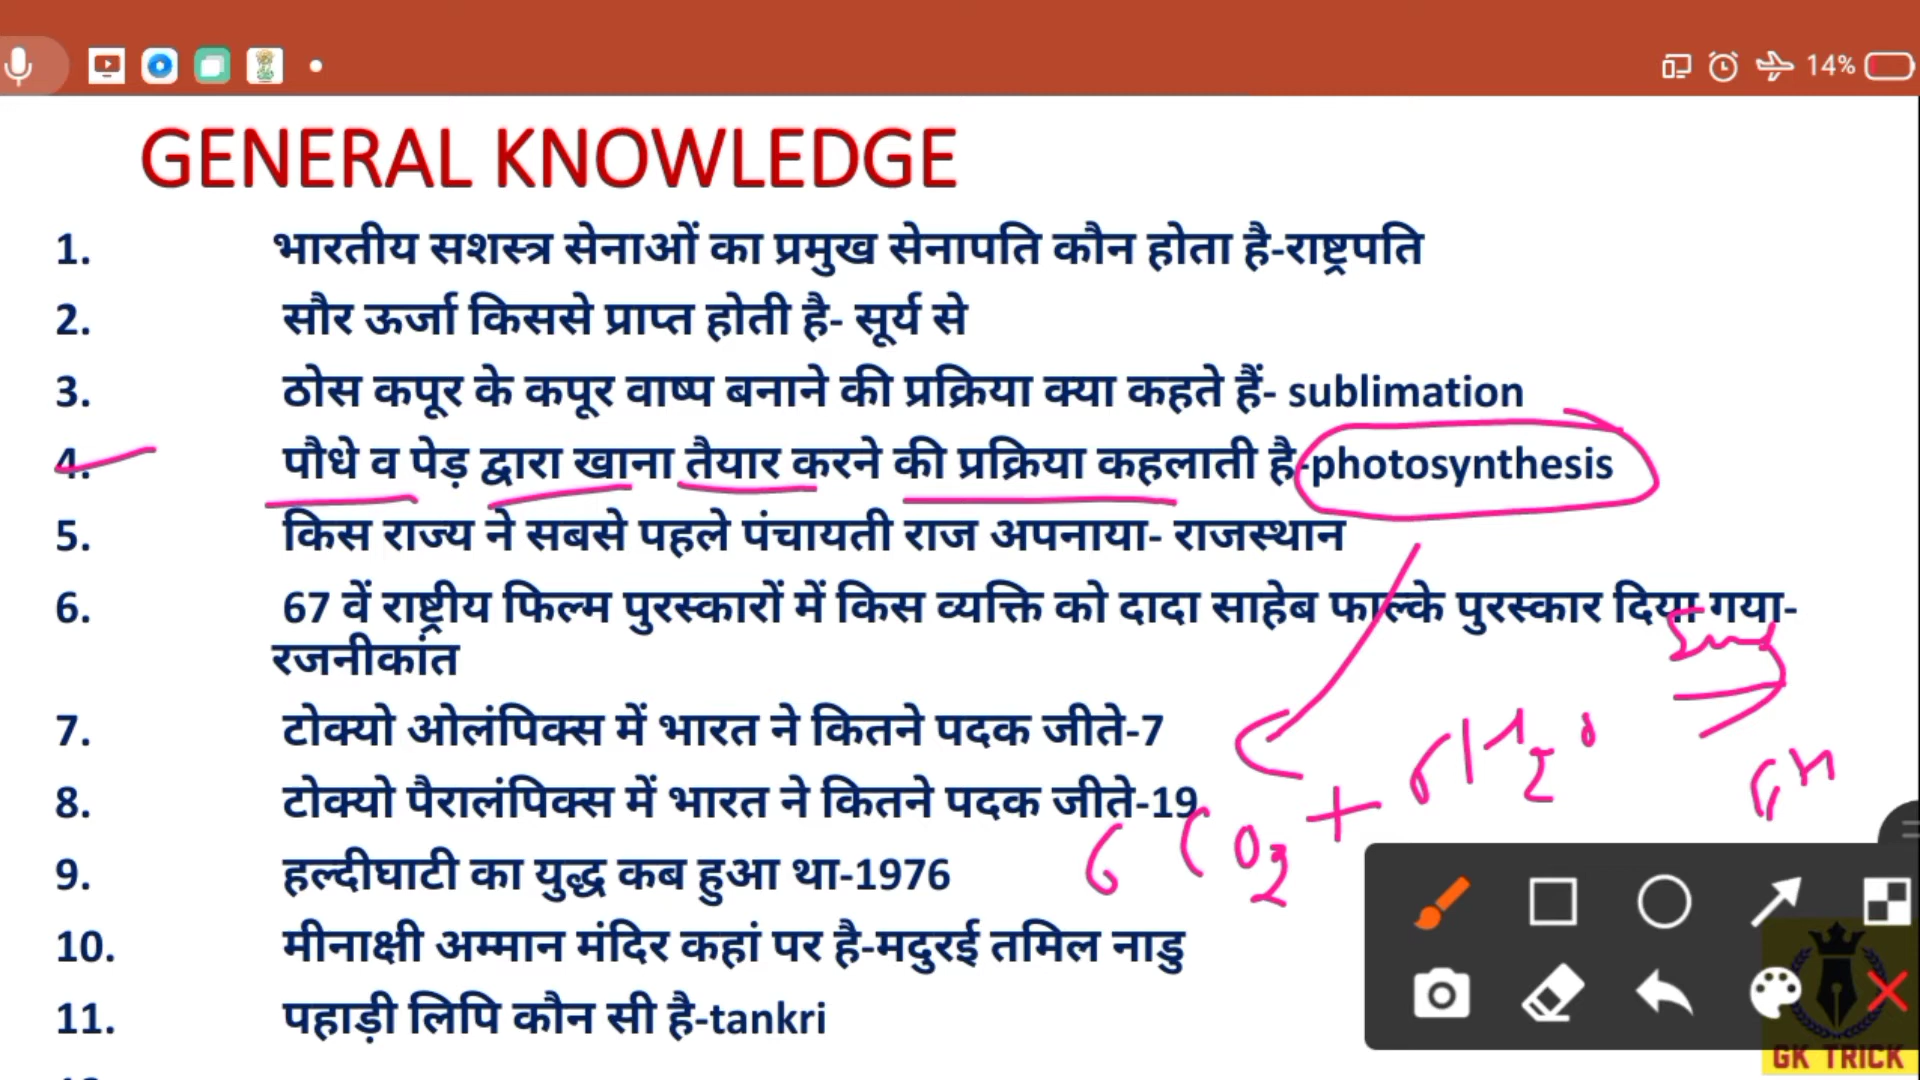 14%
GENERAL KNOWLEDGE
1. भारतीय सशस्त्र सेनाओं का प्रमुख सेनापति कौन होता है-राष्ट्रपति
2. सौर ऊर्जा किससे प्राप्त होती है- सूर्य से
3. ठोस कपूर के कपूर वाष्प बनाने की प्रक्रिया क्या कहते हैं- sublimation
4. पौधे व पेड़ द्वारा खाना तैयार करने की प्रक्रिया कहलाती है-photosynthesis
5. किस राज्य ने सबसे पहले पंचायती राज अपनाया- राजस्थान
6. 67 वें राष्ट्रीय फिल्म पुरस्कारों में किस व्यक्ति को दादा साहेब फाल्के पुरस्कार दिया गया-
रजनीकांत
7. टोक्यो ओलंपिक्स में भारत ने कितने पदक जीते-7
8. टोक्यो पैरालंपिक्स में भारत ने कितने पदक जीते-19
9. हल्दीघाटी का युद्ध कब हुआ था-1976
6 CO2 + 6H2O
10. मीनाक्षी अम्मान मंदिर कहां पर है-मदुरई तमिल नाडु
11. पहाड़ी लिपि कौन सी है-tankri
GK TRICK